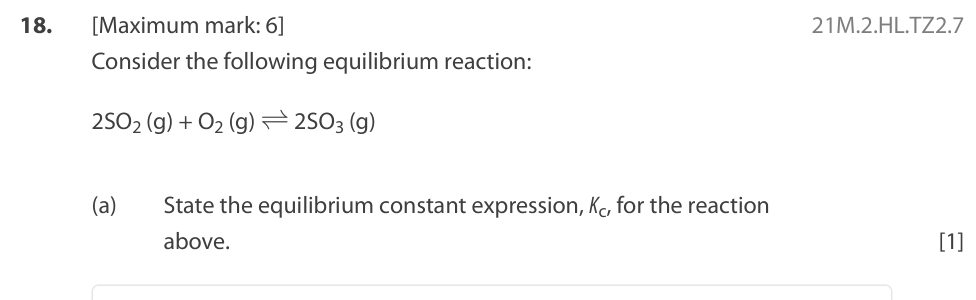 18. [Maximum mark: 6] 21M.2.HL.TZ2.7
Consider the following equilibrium reaction:
2SO₂ (g) + O₂ (g) ⇌ 2SO₃ (g)
(a) State the equilibrium constant expression, Kc, for the reaction
above. [1]